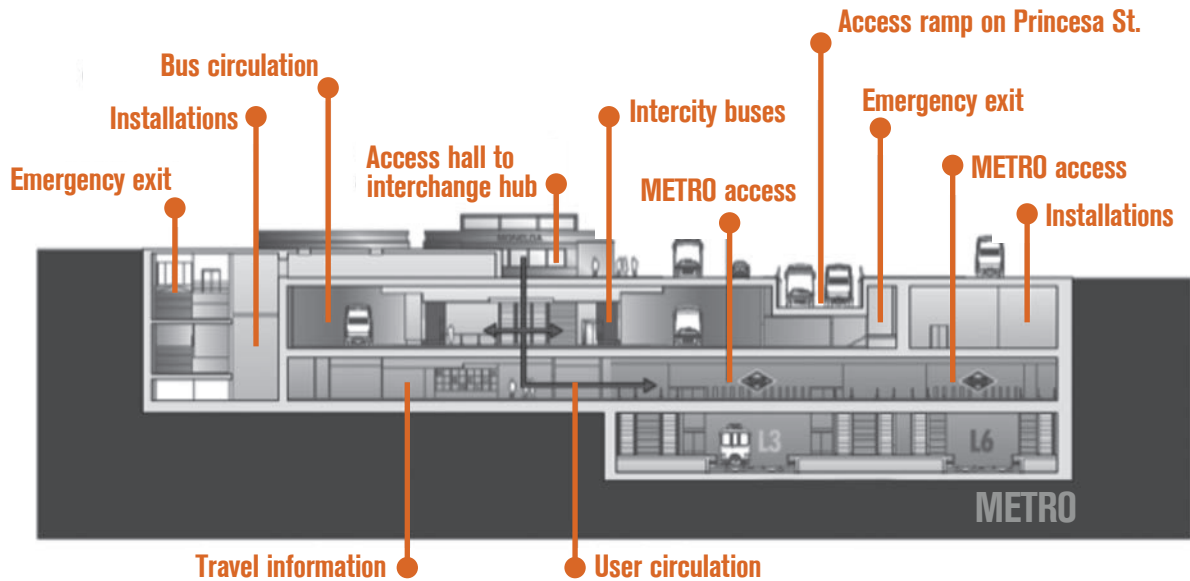 Access ramp on Princesa St.
Bus circulation
Installations
Intercity buses
Emergency exit
Access hall to
interchange hub
Emergency exit
METRO access
METRO access
Installations
MONCLOA
L3
L6
METRO
Travel information
User circulation